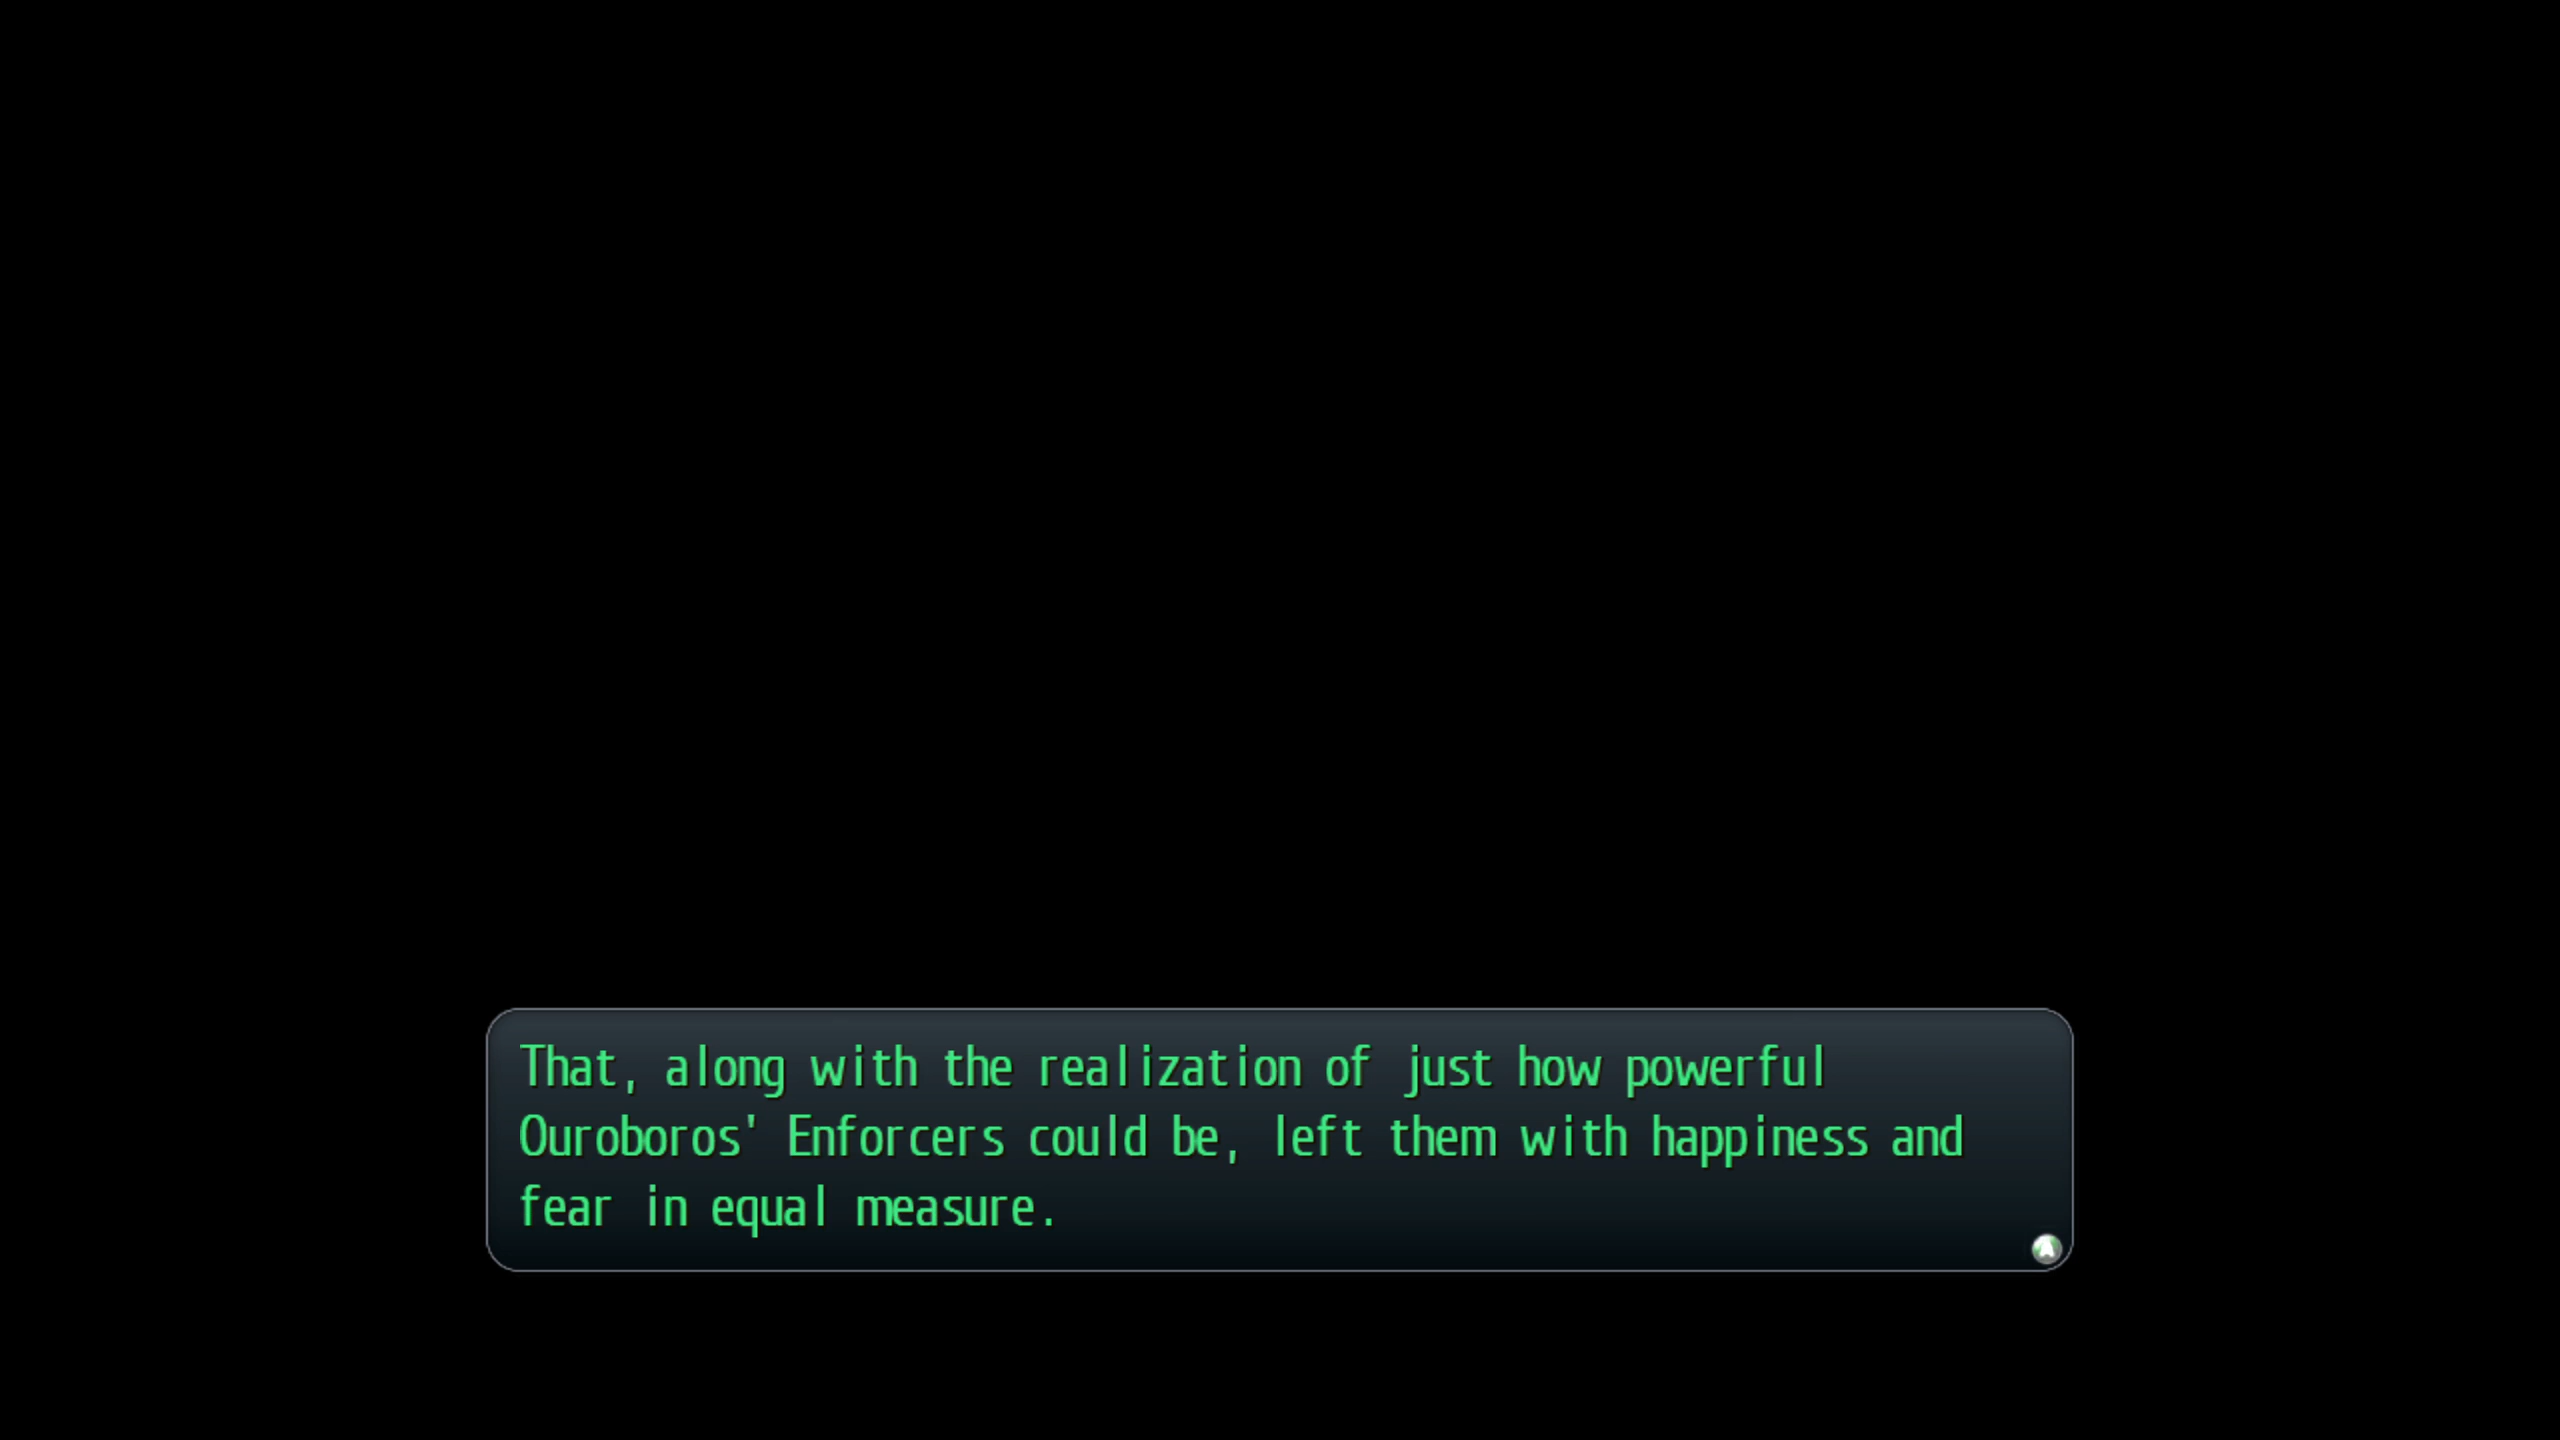 That, along with the realization of just how powerful
Ouroboros' Enforcers could be, left them with happiness and
fear in equal measure.
A